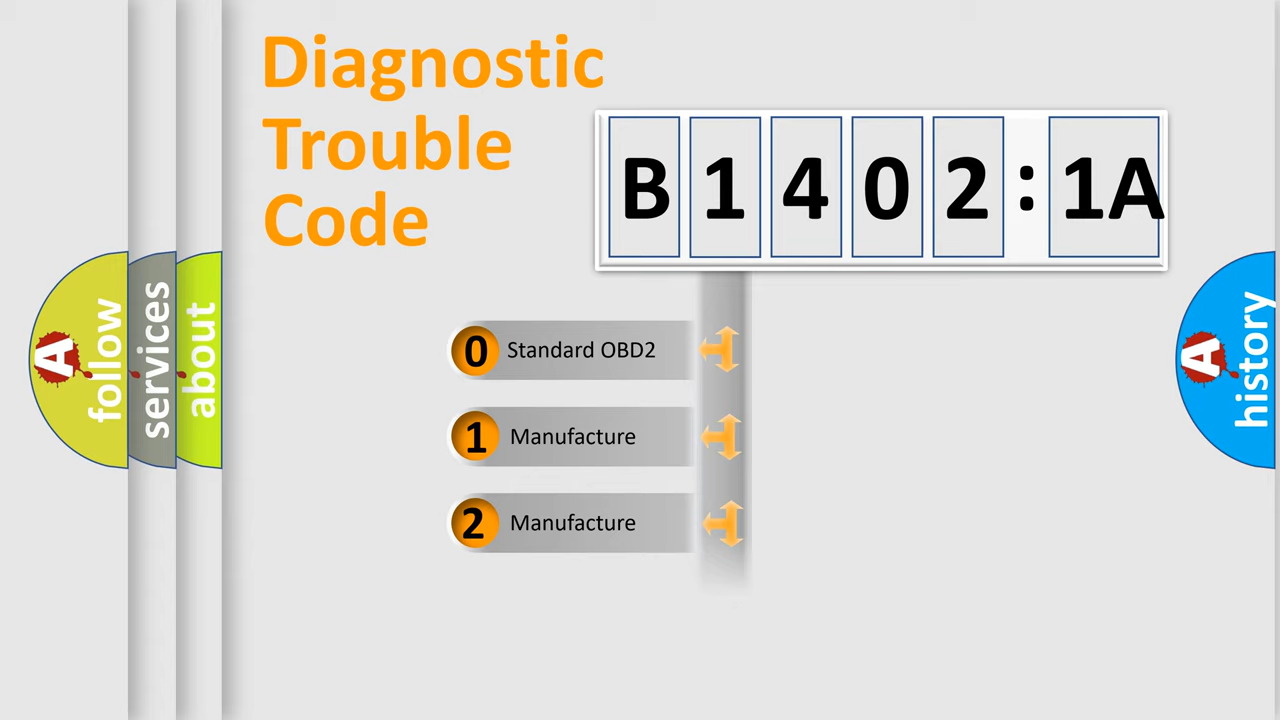 Diagnostic
Trouble
Code
B 1 4 0 2 : 1A
0 Standard OBD2
1 Manufacture
2 Manufacture
A follow
services
about
A history